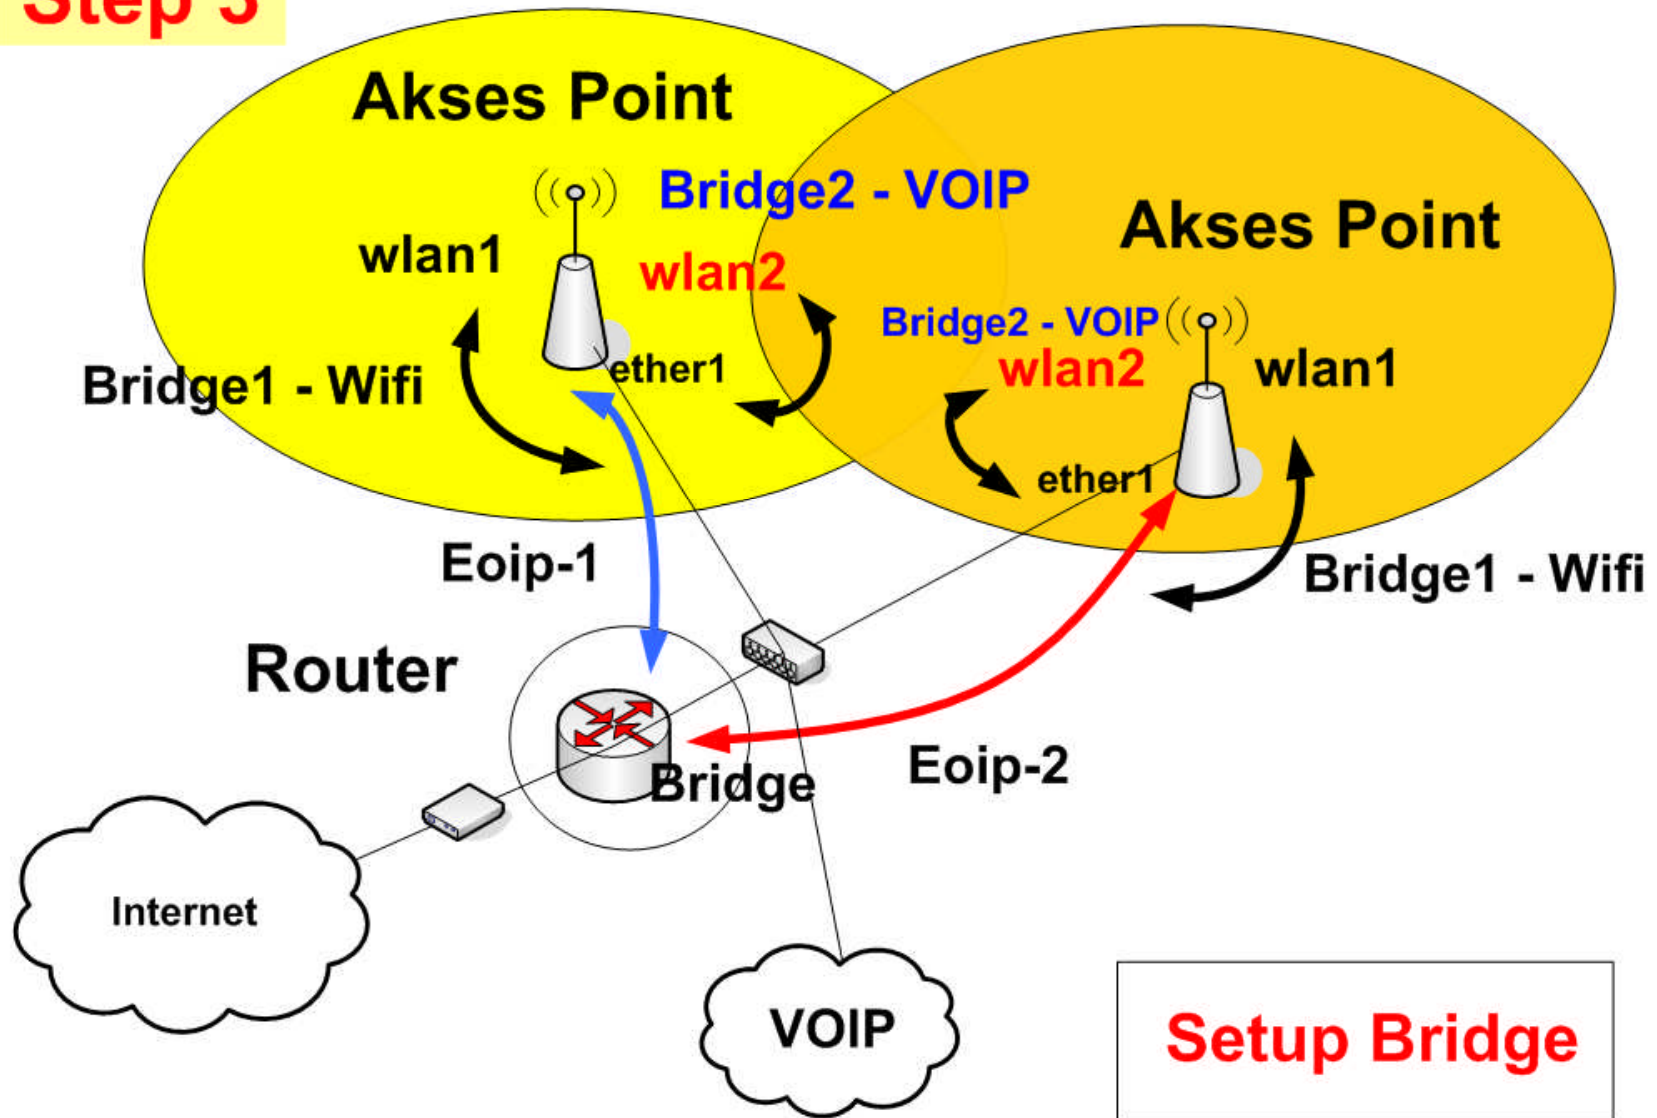 Step 3
Akses Point
Bridge2 - VOIP
wlan1
wlan2
ether1
Bridge1 - Wifi
Akses Point
Bridge2 - VOIP
wlan2
wlan1
ether1
Bridge1 - Wifi
Eoip-1
Router
Bridge
Eoip-2
Internet
VOIP
Setup Bridge